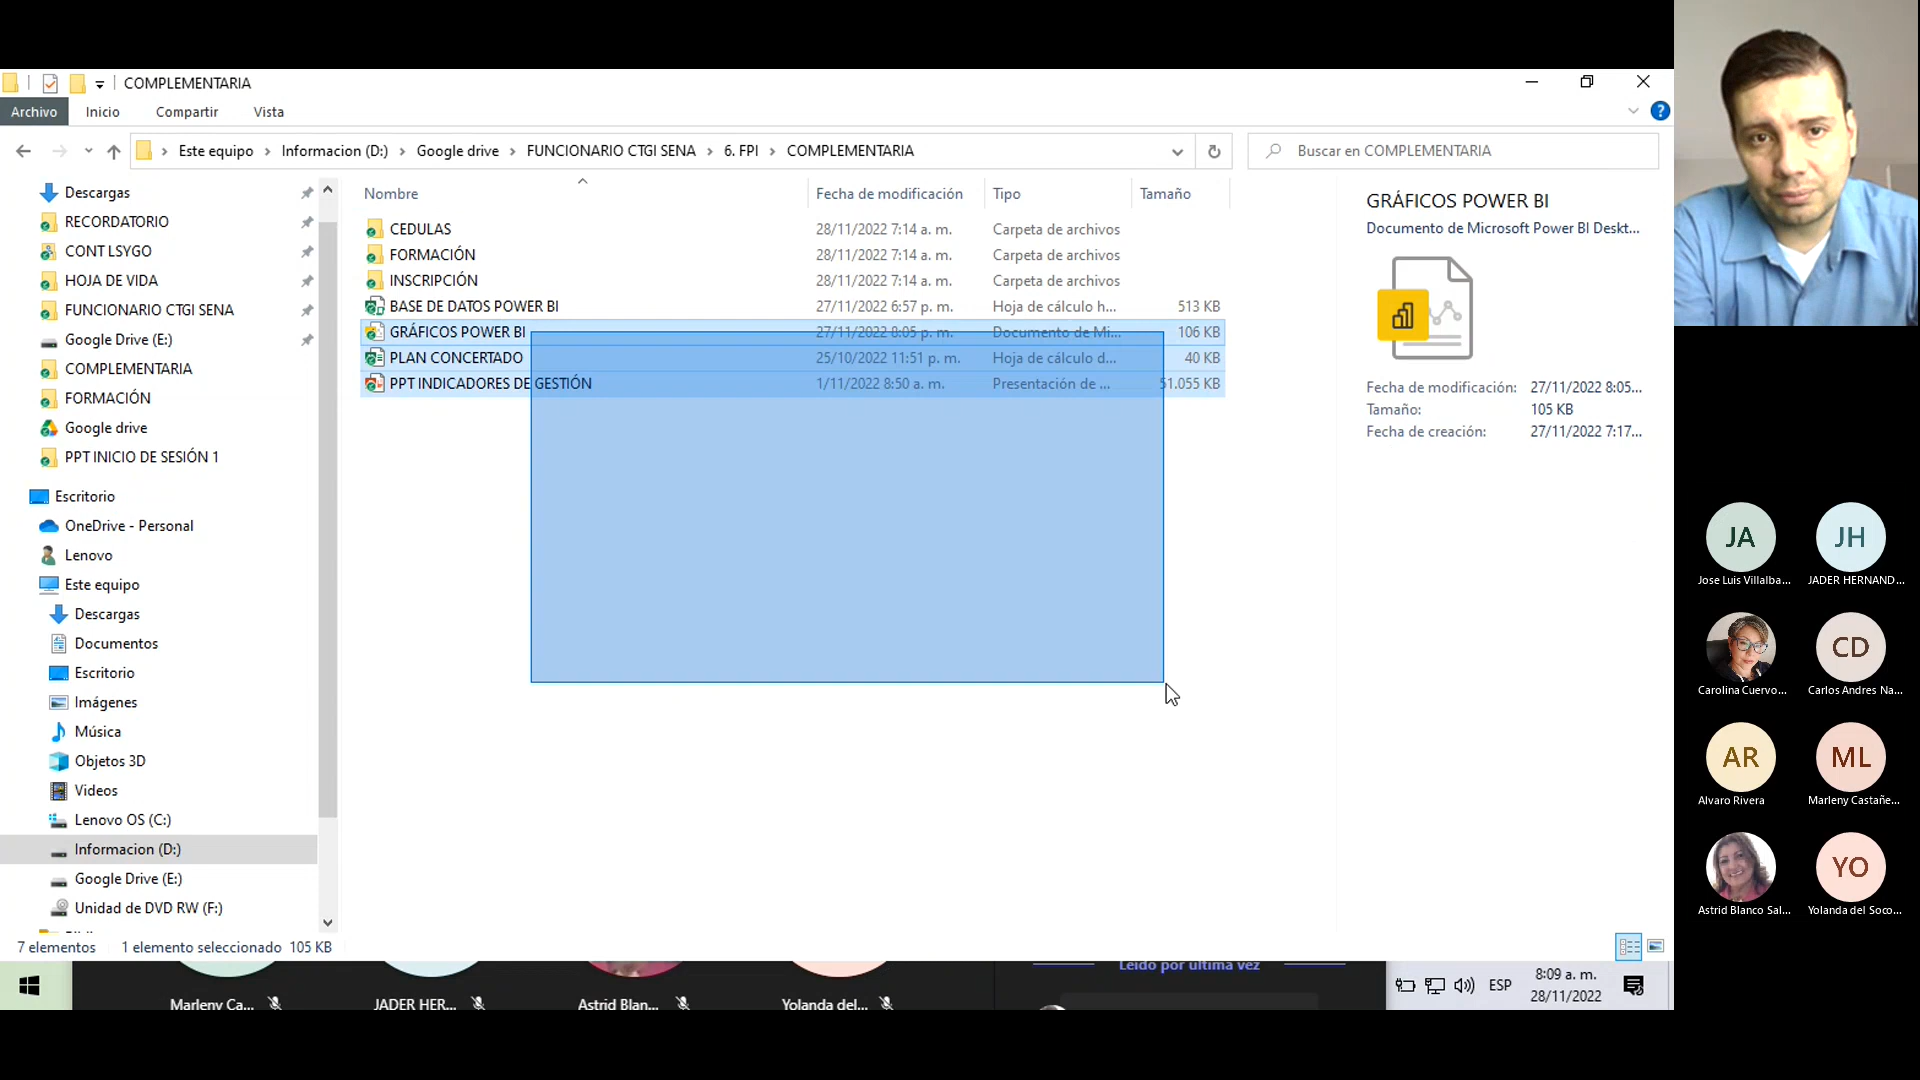 COMPLEMENTARIA
Archivo Inicio Compartir Vista
Este equipo Informacion (D:) Google drive FUNCIONARIO CTGI SENA 6. FPI COMPLEMENTARIA
Buscar en COMPLEMENTARIA
Descargas
RECORDATORIO
CONT LSYGO
HOJA DE VIDA
FUNCIONARIO CTGI SENA
Google Drive (E:)
COMPLEMENTARIA
FORMACIÓN
Google drive
PPT INICIO DE SESIÓN 1
Escritorio
OneDrive - Personal
Lenovo
Este equipo
Descargas
Documentos
Escritorio
Imágenes
Música
Objetos 3D
Videos
Lenovo OS (C:)
Informacion (D:)
Google Drive (E:)
Unidad de DVD RW (F:)
Nombre Fecha de modificación Tipo Tamaño
CEDULAS 28/11/2022 7:14 a. m. Carpeta de archivos
FORMACIÓN 28/11/2022 7:14 a. m. Carpeta de archivos
INSCRIPCIÓN 28/11/2022 7:14 a. m. Carpeta de archivos
BASE DE DATOS POWER BI 27/11/2022 6:57 p. m. Hoja de cálculo h... 513 KB
GRÁFICOS POWER BI 27/11/2022 8:05 p. m. Documento de Mi... 106 KB
PLAN CONCERTADO 25/10/2022 11:51 p. m. Hoja de cálculo d... 40 KB
PPT INDICADORES DE GESTIÓN 1/11/2022 8:50 a. m. Presentación de ... 51.055 KB
GRÁFICOS POWER BI
Documento de Microsoft Power BI Deskt...
Fecha de modificación: 27/11/2022 8:05...
Tamaño: 105 KB
Fecha de creación: 27/11/2022 7:17...
7 elementos 1 elemento seleccionado 105 KB
Marleny Ca... JADER HER... Astrid Blan... Yolanda del...
Leído por última vez
ESP
8:09 a. m.
28/11/2022
JA JH
Jose Luis Villalba... JADER HERNAND...
CD
Carolina Cuervo... Carlos Andres Na...
AR ML
Alvaro Rivera Marleny Castañe...
YO
Astrid Blanco Sal... Yolanda del Soco...